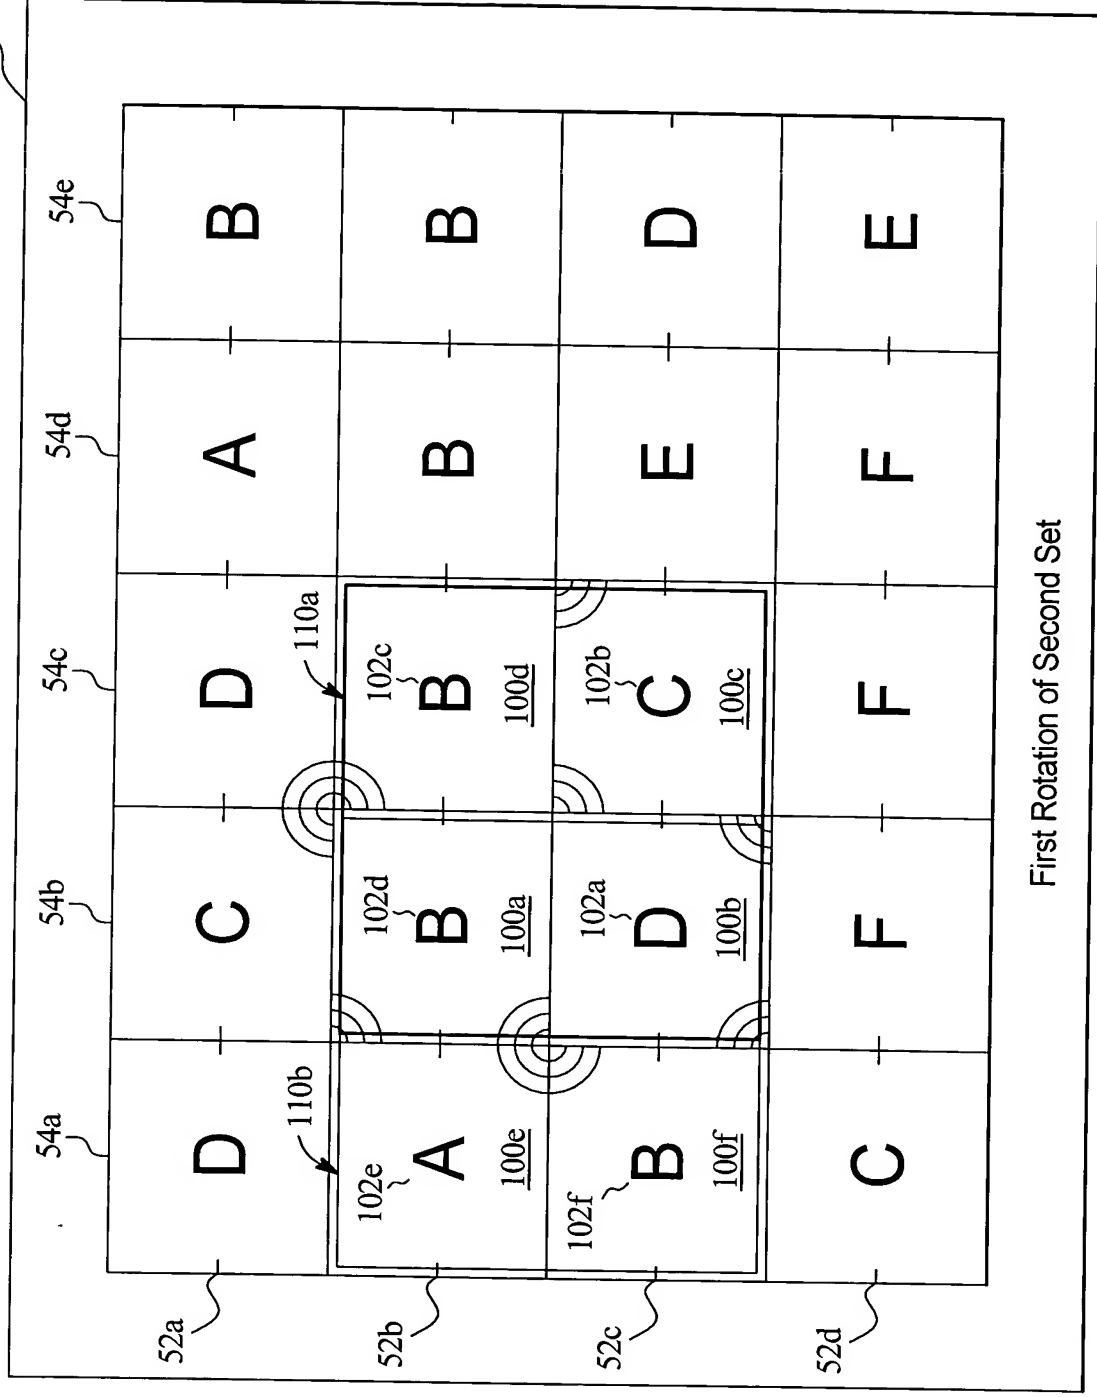 54a 54b 54c 54d 54e
52a D C D A B
110b 110a
102e 102d 102c
52b A B B B B
100e 100a 100d
102f 102a 102b
52c B D C E D
100f 100b 100c
52d C F F F E
First Rotation of Second Set